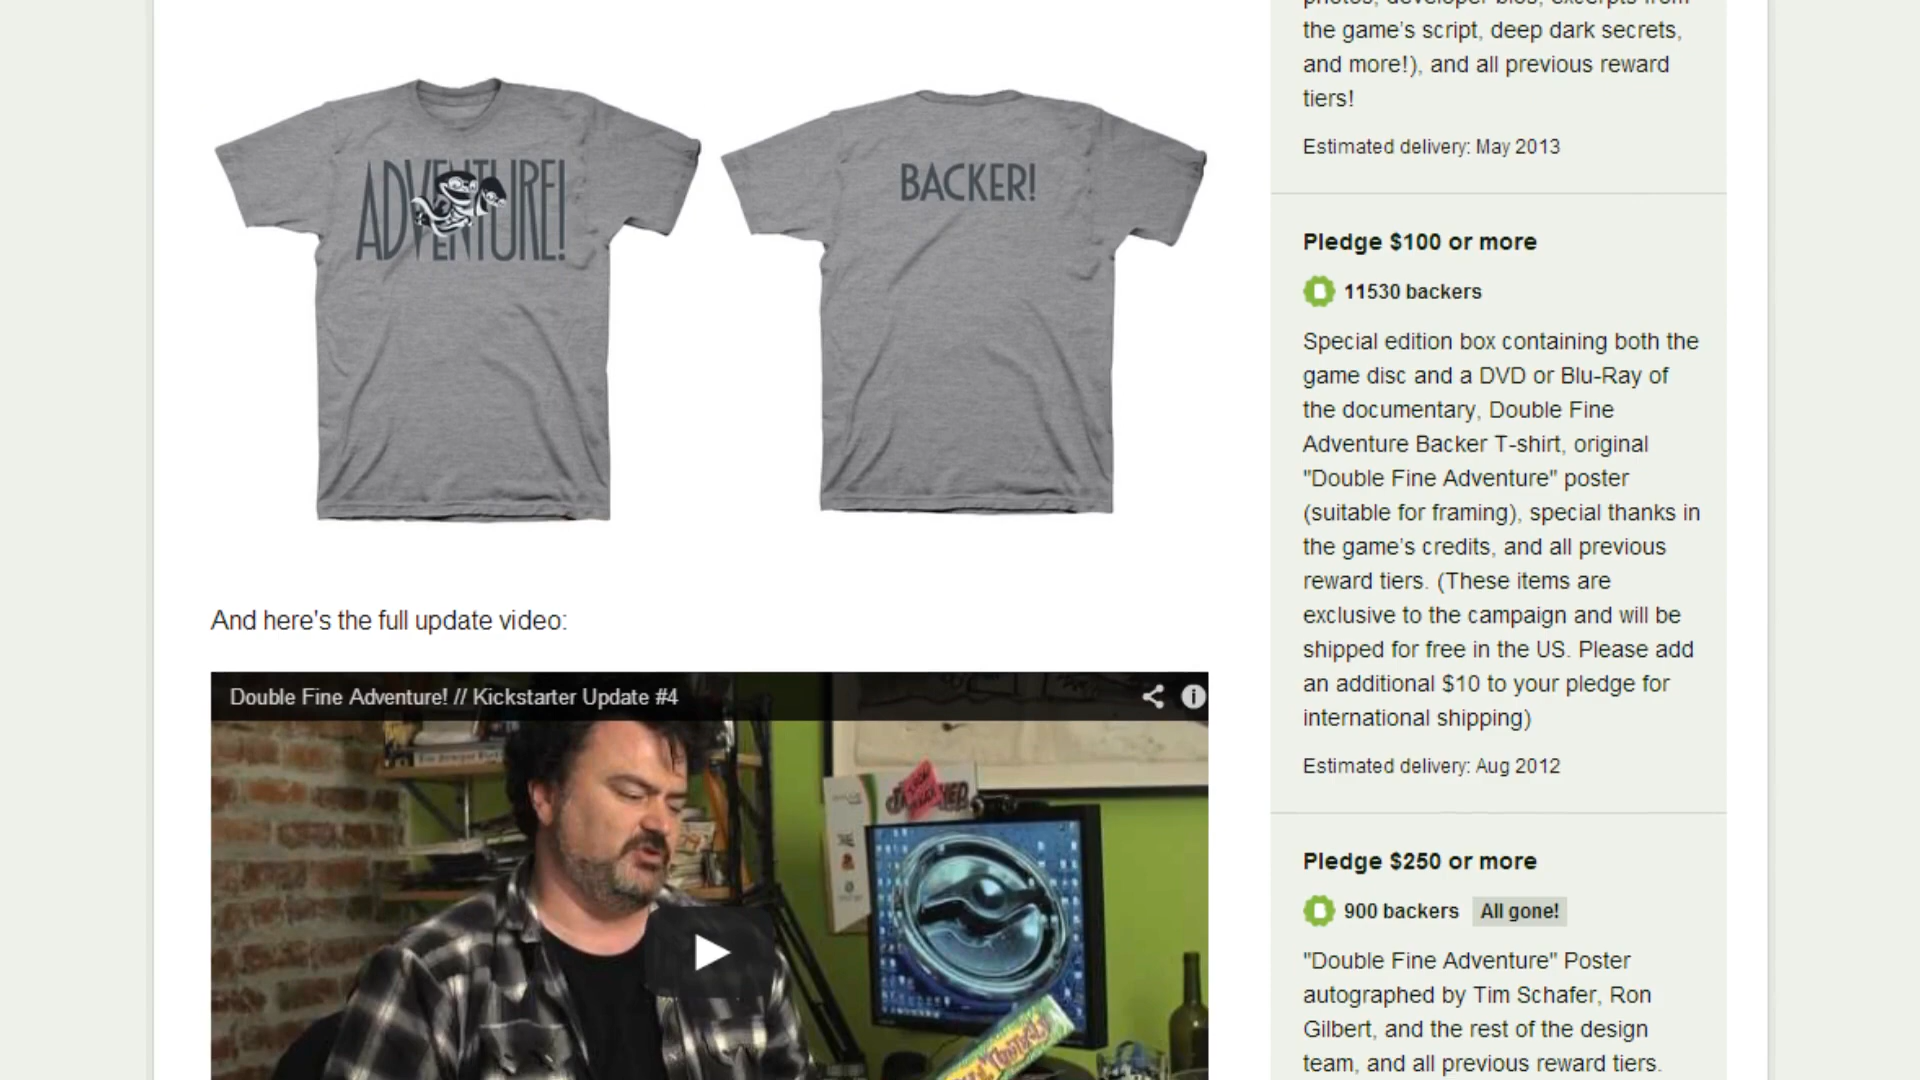 ADVENTURE!
BACKER!
And here's the full update video:
Double Fine Adventure! // Kickstarter Update #4
the game's script, deep dark secrets,
and more!), and all previous reward
tiers!
Estimated delivery: May 2013
Pledge $100 or more
11530 backers
Special edition box containing both the
game disc and a DVD or Blu-Ray of
the documentary, Double Fine
Adventure Backer T-shirt, original
"Double Fine Adventure" poster
(suitable for framing), special thanks in
the game's credits, and all previous
reward tiers. (These items are
exclusive to the campaign and will be
shipped for free in the US. Please add
an additional $10 to your pledge for
international shipping)
Estimated delivery: Aug 2012
Pledge $250 or more
900 backers All gone!
"Double Fine Adventure" Poster
autographed by Tim Schafer, Ron
Gilbert, and the rest of the design
team, and all previous reward tiers.